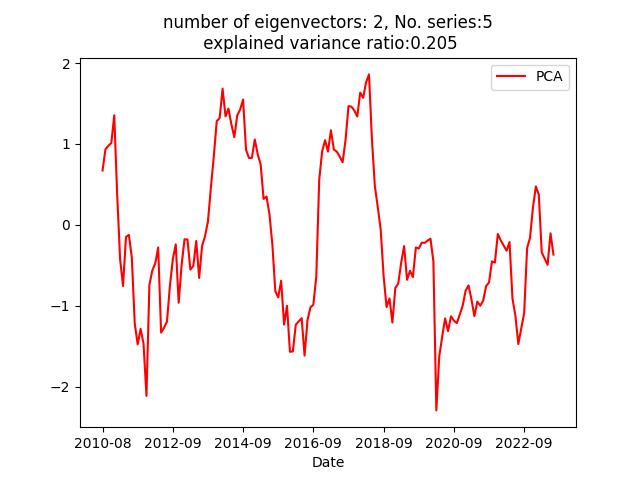 number of eigenvectors: 2, No. series:5
explained variance ratio:0.205
PCA
2
1
0
−1
−2
2010-08 2012-09 2014-09 2016-09 2018-09 2020-09 2022-09
Date